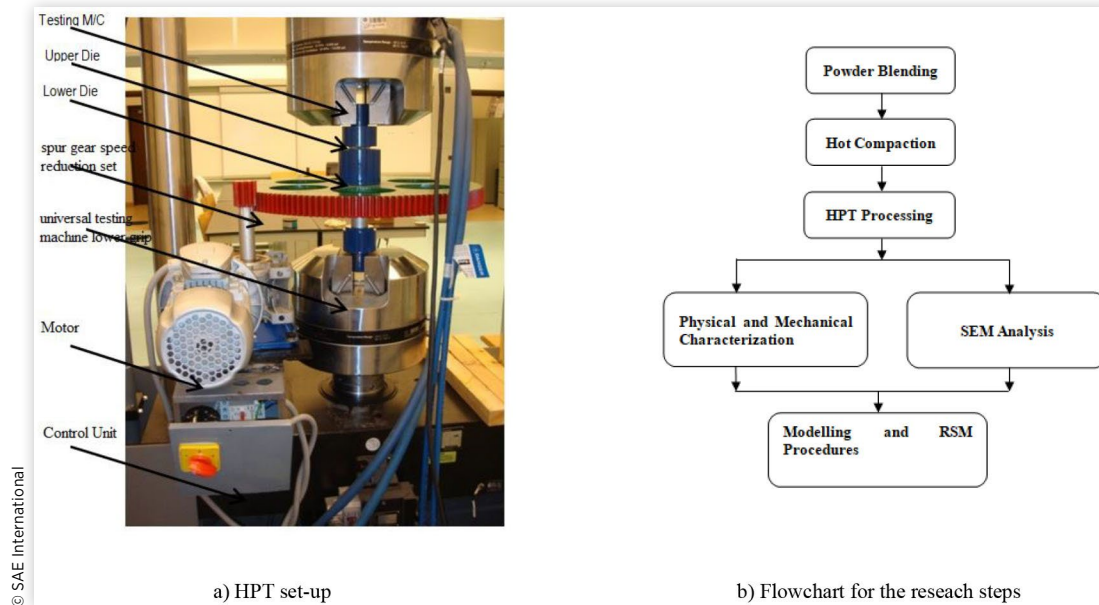 Testing M/C
Upper Die
Lower Die
spur gear speed
reduction set
universal testing
machine lower grip
Motor
Control Unit
a) HPT set-up
Powder Blending
Hot Compaction
HPT Processing
Physical and Mechanical
Characterization
SEM Analysis
Modelling and RSM
Procedures
b) Flowchart for the reseach steps
© SAE International